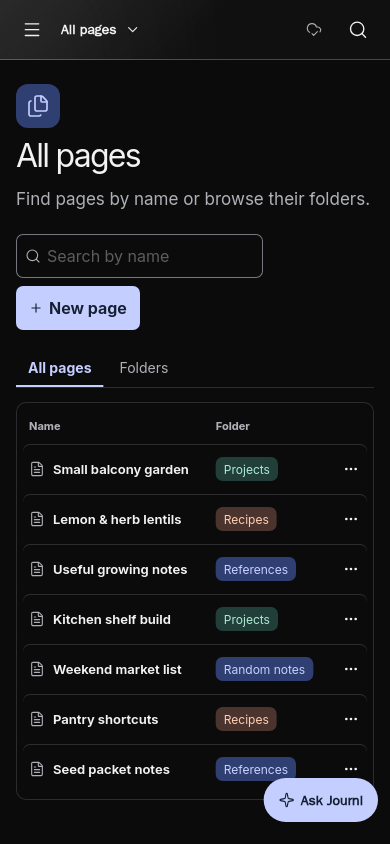 All pages
All pages
Find pages by name or browse their folders.
Search by name
+ New page
All pages Folders
Name Folder
Small balcony garden Projects
Lemon & herb lentils Recipes
Useful growing notes References
Kitchen shelf build Projects
Weekend market list Random notes
Pantry shortcuts Recipes
Seed packet notes References
Ask Journl